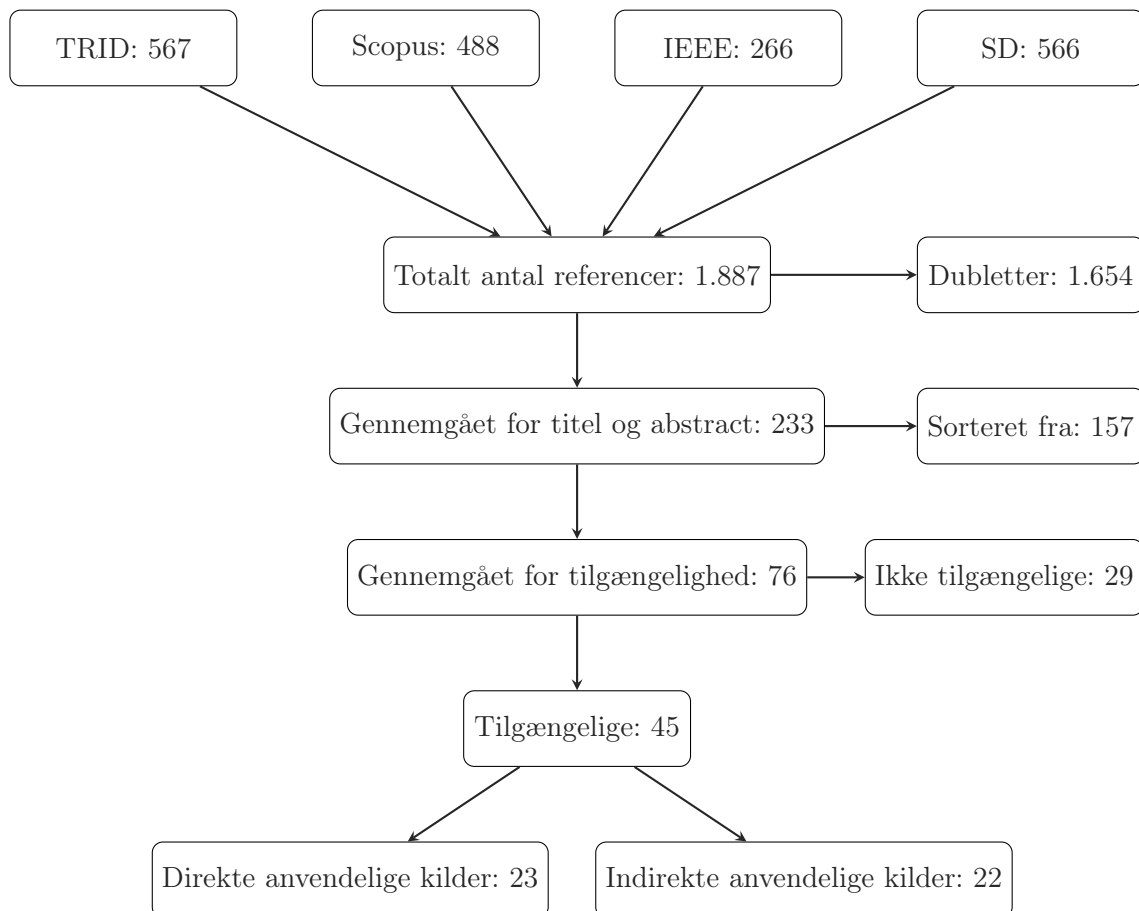 TRID: 567
Scopus: 488
IEEE: 266
SD: 566
Totalt antal referencer: 1.887
Dubletter: 1.654
Gennemgået for titel og abstract: 233
Sorteret fra: 157
Gennemgået for tilgængelighed: 76
Ikke tilgængelige: 29
Tilgængelige: 45
Direkte anvendelige kilder: 23
Indirekte anvendelige kilder: 22